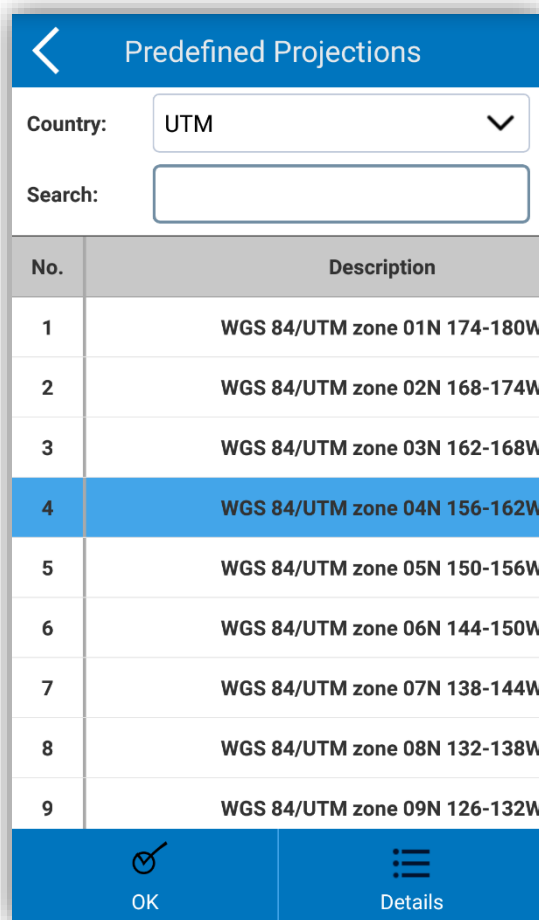 Predefined Projections
Country: UTM
Search:
No. Description
1 WGS 84/UTM zone 01N 174-180W
2 WGS 84/UTM zone 02N 168-174W
3 WGS 84/UTM zone 03N 162-168W
4 WGS 84/UTM zone 04N 156-162W
5 WGS 84/UTM zone 05N 150-156W
6 WGS 84/UTM zone 06N 144-150W
7 WGS 84/UTM zone 07N 138-144W
8 WGS 84/UTM zone 08N 132-138W
9 WGS 84/UTM zone 09N 126-132W
OK Details